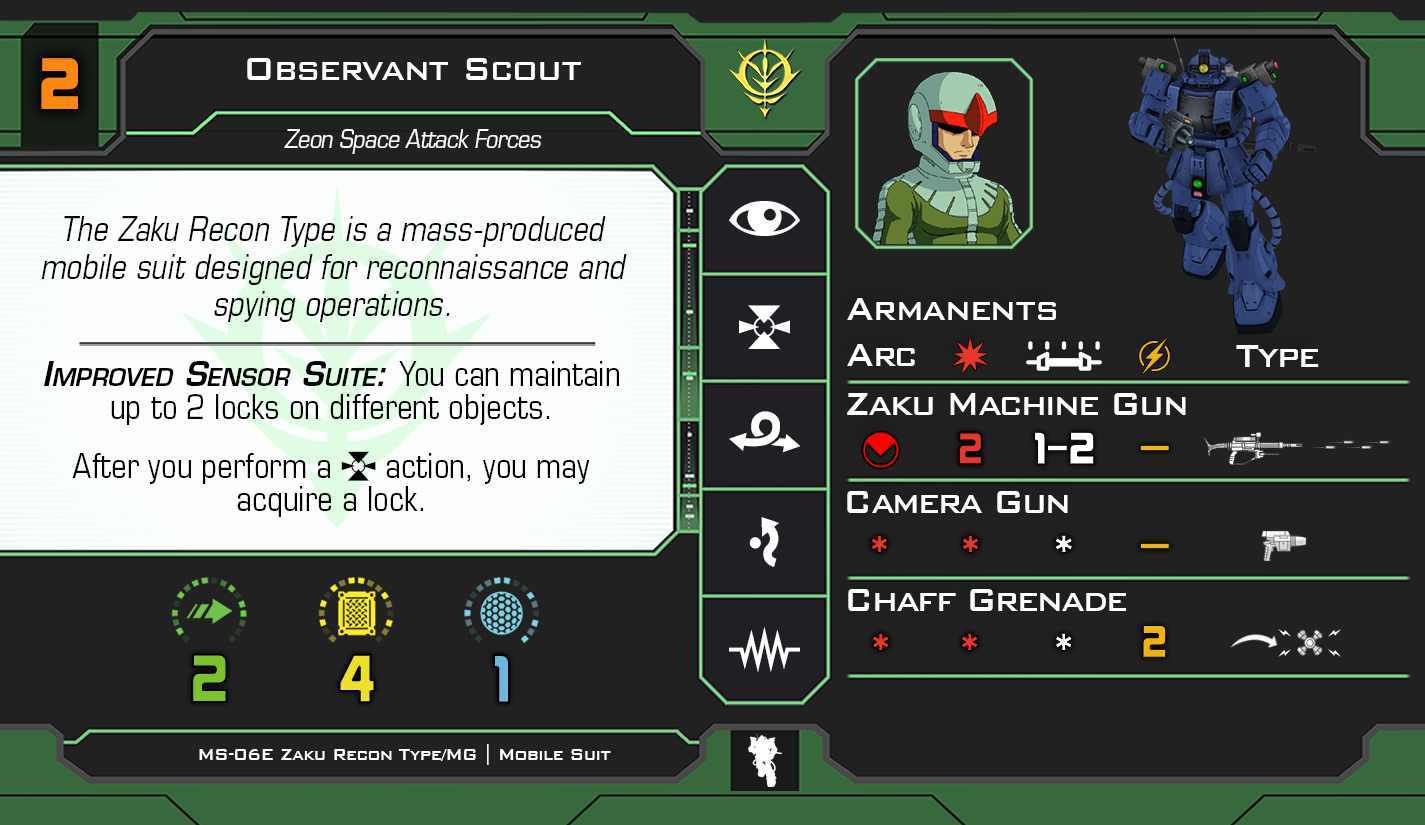 2
Observant Scout
Zeon Space Attack Forces
The Zaku Recon Type is a mass-produced
mobile suit designed for reconnaissance and
spying operations.
Improved Sensor Suite: You can maintain
up to 2 locks on different objects.
After you perform a action, you may
acquire a lock.
2 4 1
MS-06E Zaku Recon Type/MG | Mobile Suit
Armanents
Arc Type
Zaku Machine Gun
2 1-2 –
Camera Gun
* * * –
Chaff Grenade
* * * 2